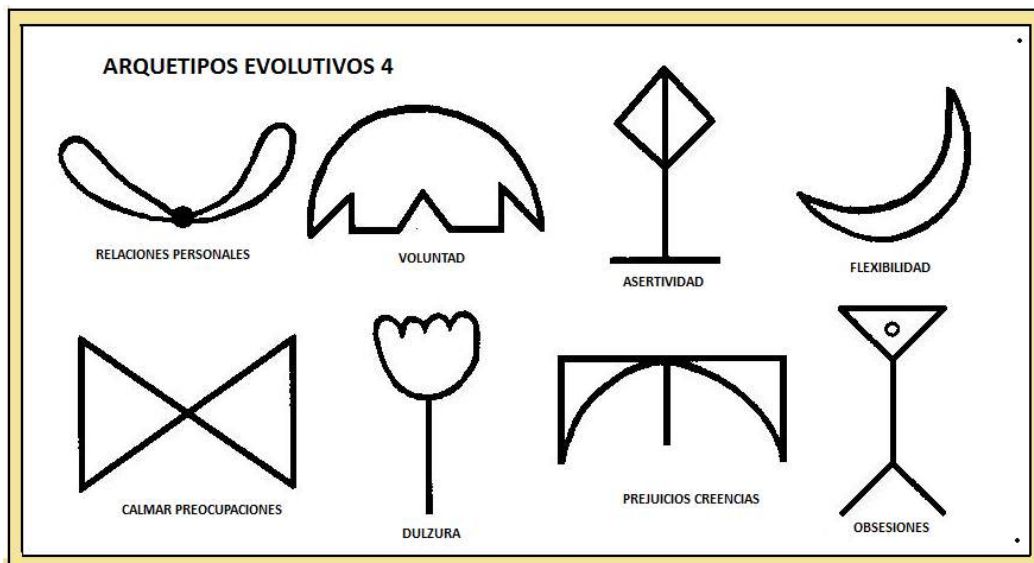 ARQUETIPOS EVOLUTIVOS 4
RELACIONES PERSONALES
VOLUNTAD
ASERTIVIDAD
FLEXIBILIDAD
CALMAR PREOCUPACIONES
DULZURA
PREJUICIOS CREENCIAS
OBSESIONES